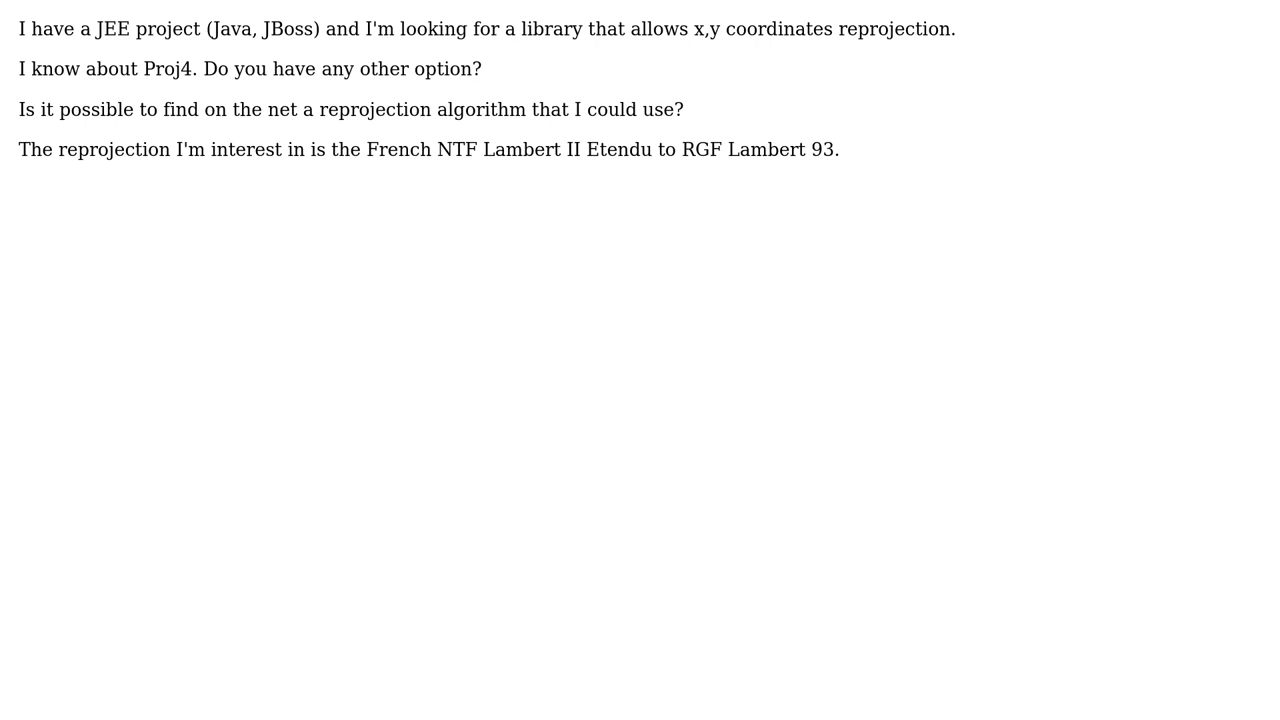 I have a JEE project (Java, JBoss) and I'm looking for a library that allows x,y coordinates reprojection.
I know about Proj4. Do you have any other option?
Is it possible to find on the net a reprojection algorithm that I could use?
The reprojection I'm interest in is the French NTF Lambert II Etendu to RGF Lambert 93.